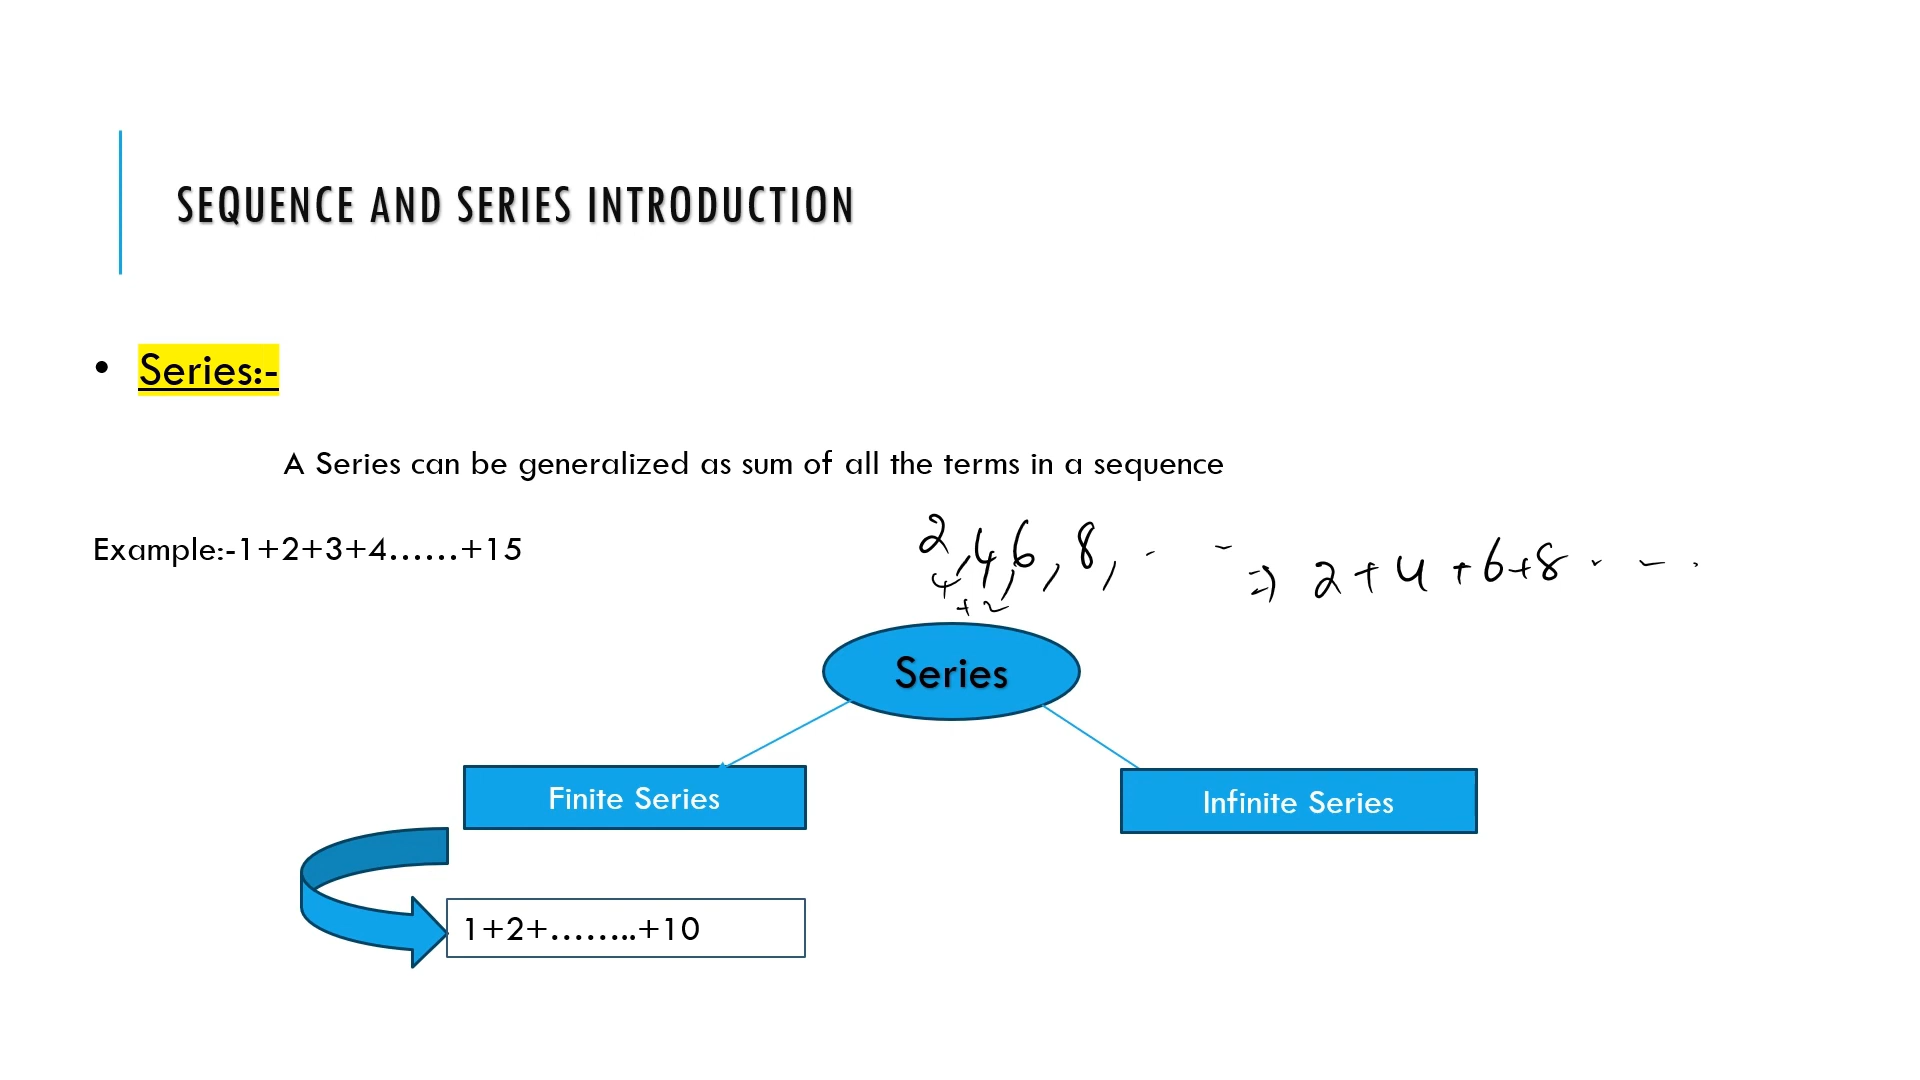 SEQUENCE AND SERIES INTRODUCTION
• Series:-
A Series can be generalized as sum of all the terms in a sequence
Example:-1+2+3+4......+15
2,4,6,8, - - ⇒ 2+4+6+8 - - .
+2
Series
Finite Series
Infinite Series
1+2+........+10